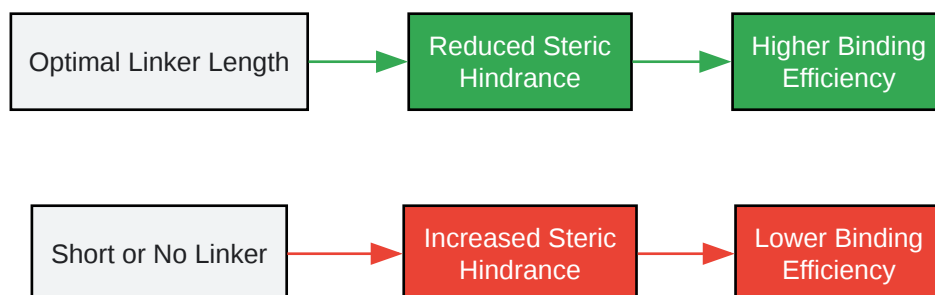 Optimal Linker Length
Reduced Steric
Hindrance
Higher Binding
Efficiency
Short or No Linker
Increased Steric
Hindrance
Lower Binding
Efficiency